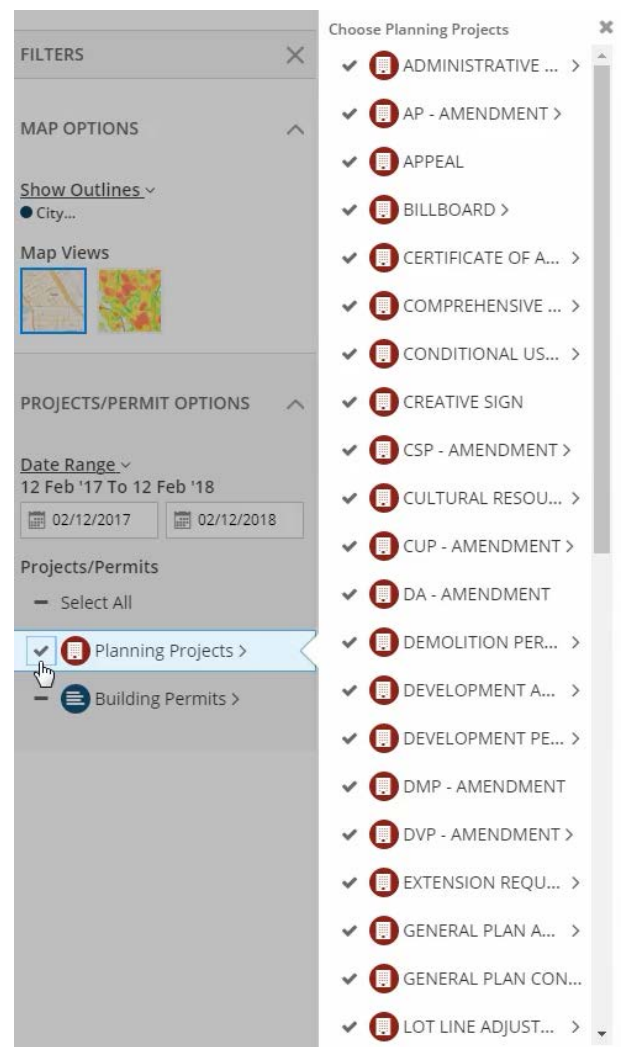 FILTERS
MAP OPTIONS
Show Outlines
City...
Map Views
PROJECTS/PERMIT OPTIONS
Date Range
12 Feb '17 To 12 Feb '18
02/12/2017 02/12/2018
Projects/Permits
Select All
Planning Projects >
Building Permits >
Choose Planning Projects
ADMINISTRATIVE ... >
AP - AMENDMENT >
APPEAL
BILLBOARD >
CERTIFICATE OF A... >
COMPREHENSIVE ... >
CONDITIONAL US... >
CREATIVE SIGN
CSP - AMENDMENT >
CULTURAL RESOU... >
CUP - AMENDMENT >
DA - AMENDMENT
DEMOLITION PER... >
DEVELOPMENT A... >
DEVELOPMENT PE... >
DMP - AMENDMENT
DVP - AMENDMENT >
EXTENSION REQU... >
GENERAL PLAN A... >
GENERAL PLAN CON...
LOT LINE ADJUST... >